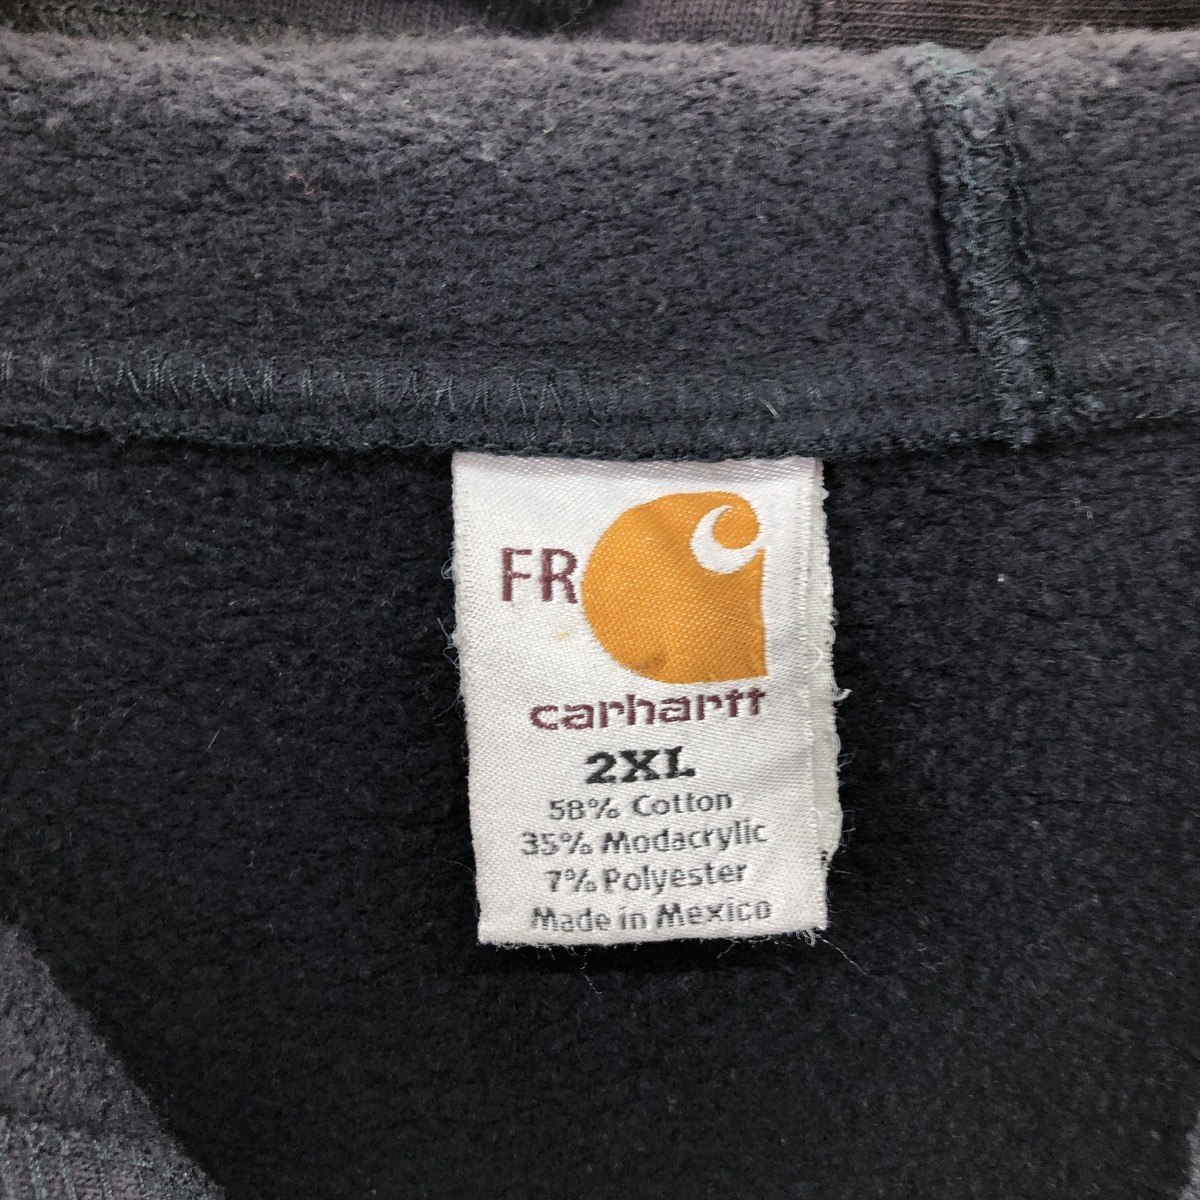 FR
carhartt
2XL
58% Cotton
35% Modacrylic
7% Polyester
Made in Mexico